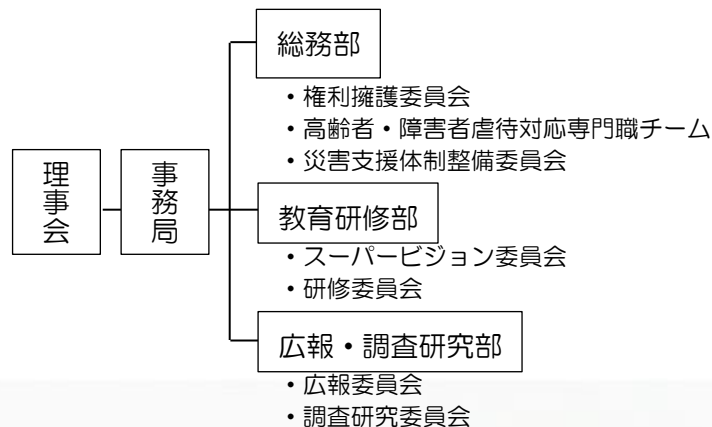 理事会
事務局
総務部
・権利擁護委員会
・高齢者・障害者虐待対応専門職チーム
・災害支援体制整備委員会
教育研修部
・スーパービジョン委員会
・研修委員会
広報・調査研究部
・広報委員会
・調査研究委員会